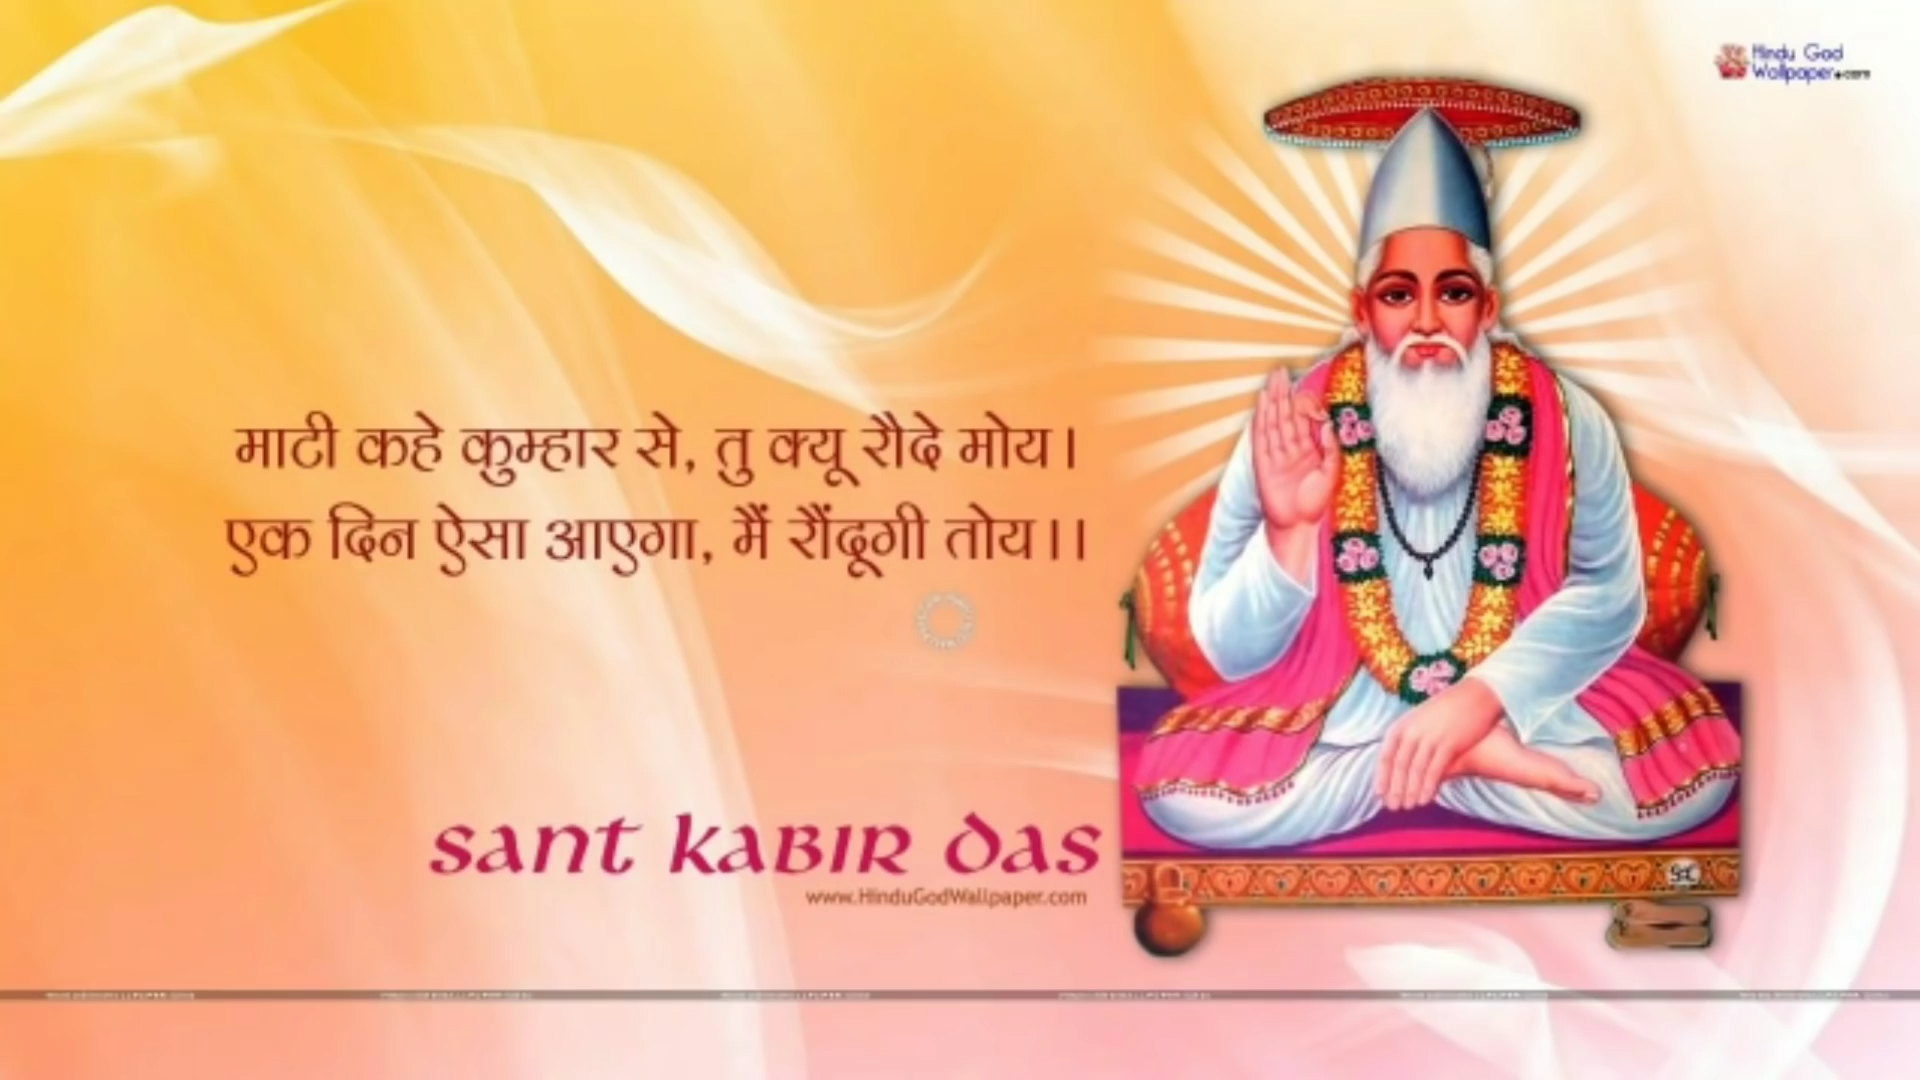 Hindu God
Wallpaper.com
माटी कहे कुम्हार से, तु क्यू रौदे मोय।
एक दिन ऐसा आएगा, मैं रौंदूगी तोय।।
SANT KABIR DAS
www.HinduGodWallpaper.com